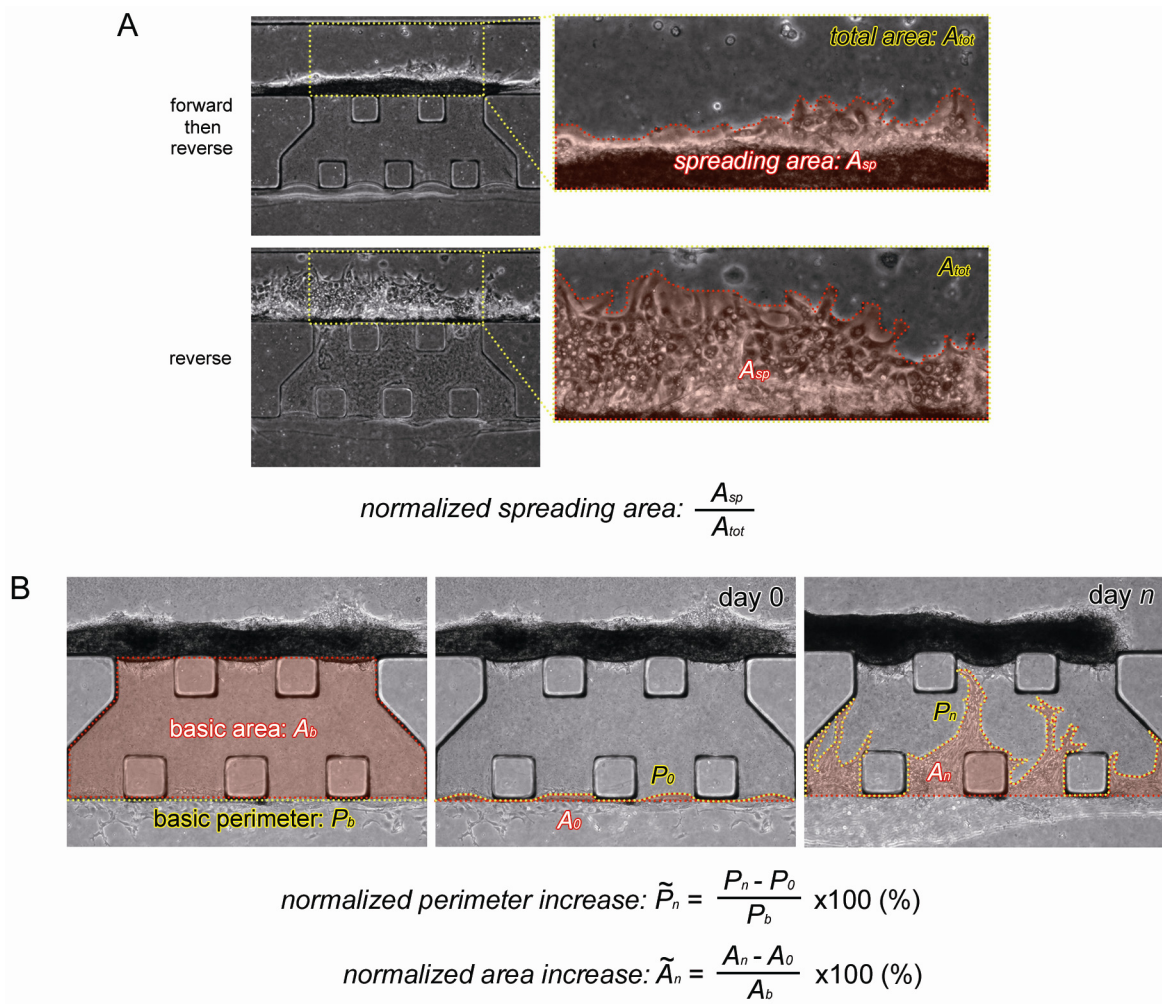 A
forward
then
reverse
total area: Atot
spreading area: Asp
reverse
Atot
Asp
normalized spreading area: Asp / Atot
B
day 0
day n
basic area: Ab
basic perimeter: Pb
P0
A0
Pn
An
normalized perimeter increase: P̃n = Pn - P0 / Pb x100 (%)
normalized area increase: Ãn = An - A0 / Ab x100 (%)